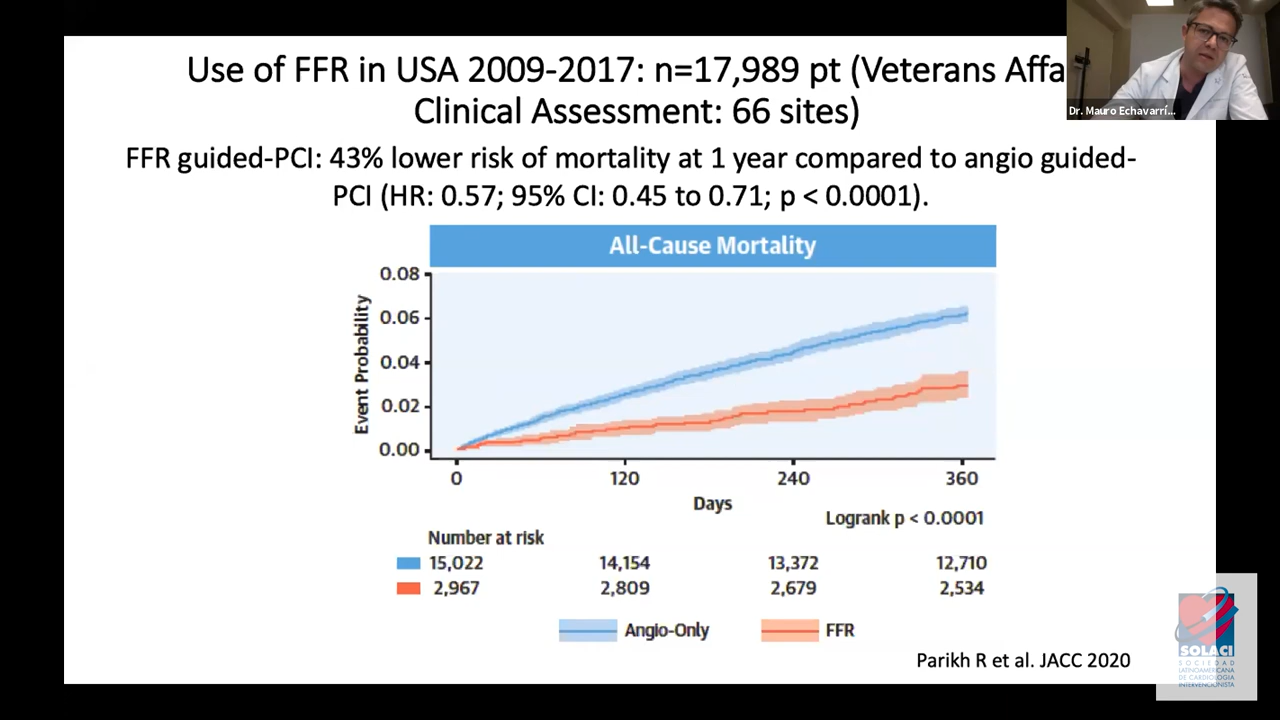 Use of FFR in USA 2009-2017: n=17,989 pt (Veterans Affa
Clinical Assessment: 66 sites)
Dr. Mauro Echavarrí...
FFR guided-PCI: 43% lower risk of mortality at 1 year compared to angio guided-
PCI (HR: 0.57; 95% CI: 0.45 to 0.71; p < 0.0001).
All-Cause Mortality
Event Probability
0.08
0.06
0.04
0.02
0.00
0 120 240 360
Days
Logrank p < 0.0001
Number at risk
15,022 14,154 13,372 12,710
2,967 2,809 2,679 2,534
Angio-Only FFR
Parikh R et al. JACC 2020
SOLACI
SOCIEDAD
LATINOAMERICANA
DE CARDIOLOGIA
INTERVENCIONISTA